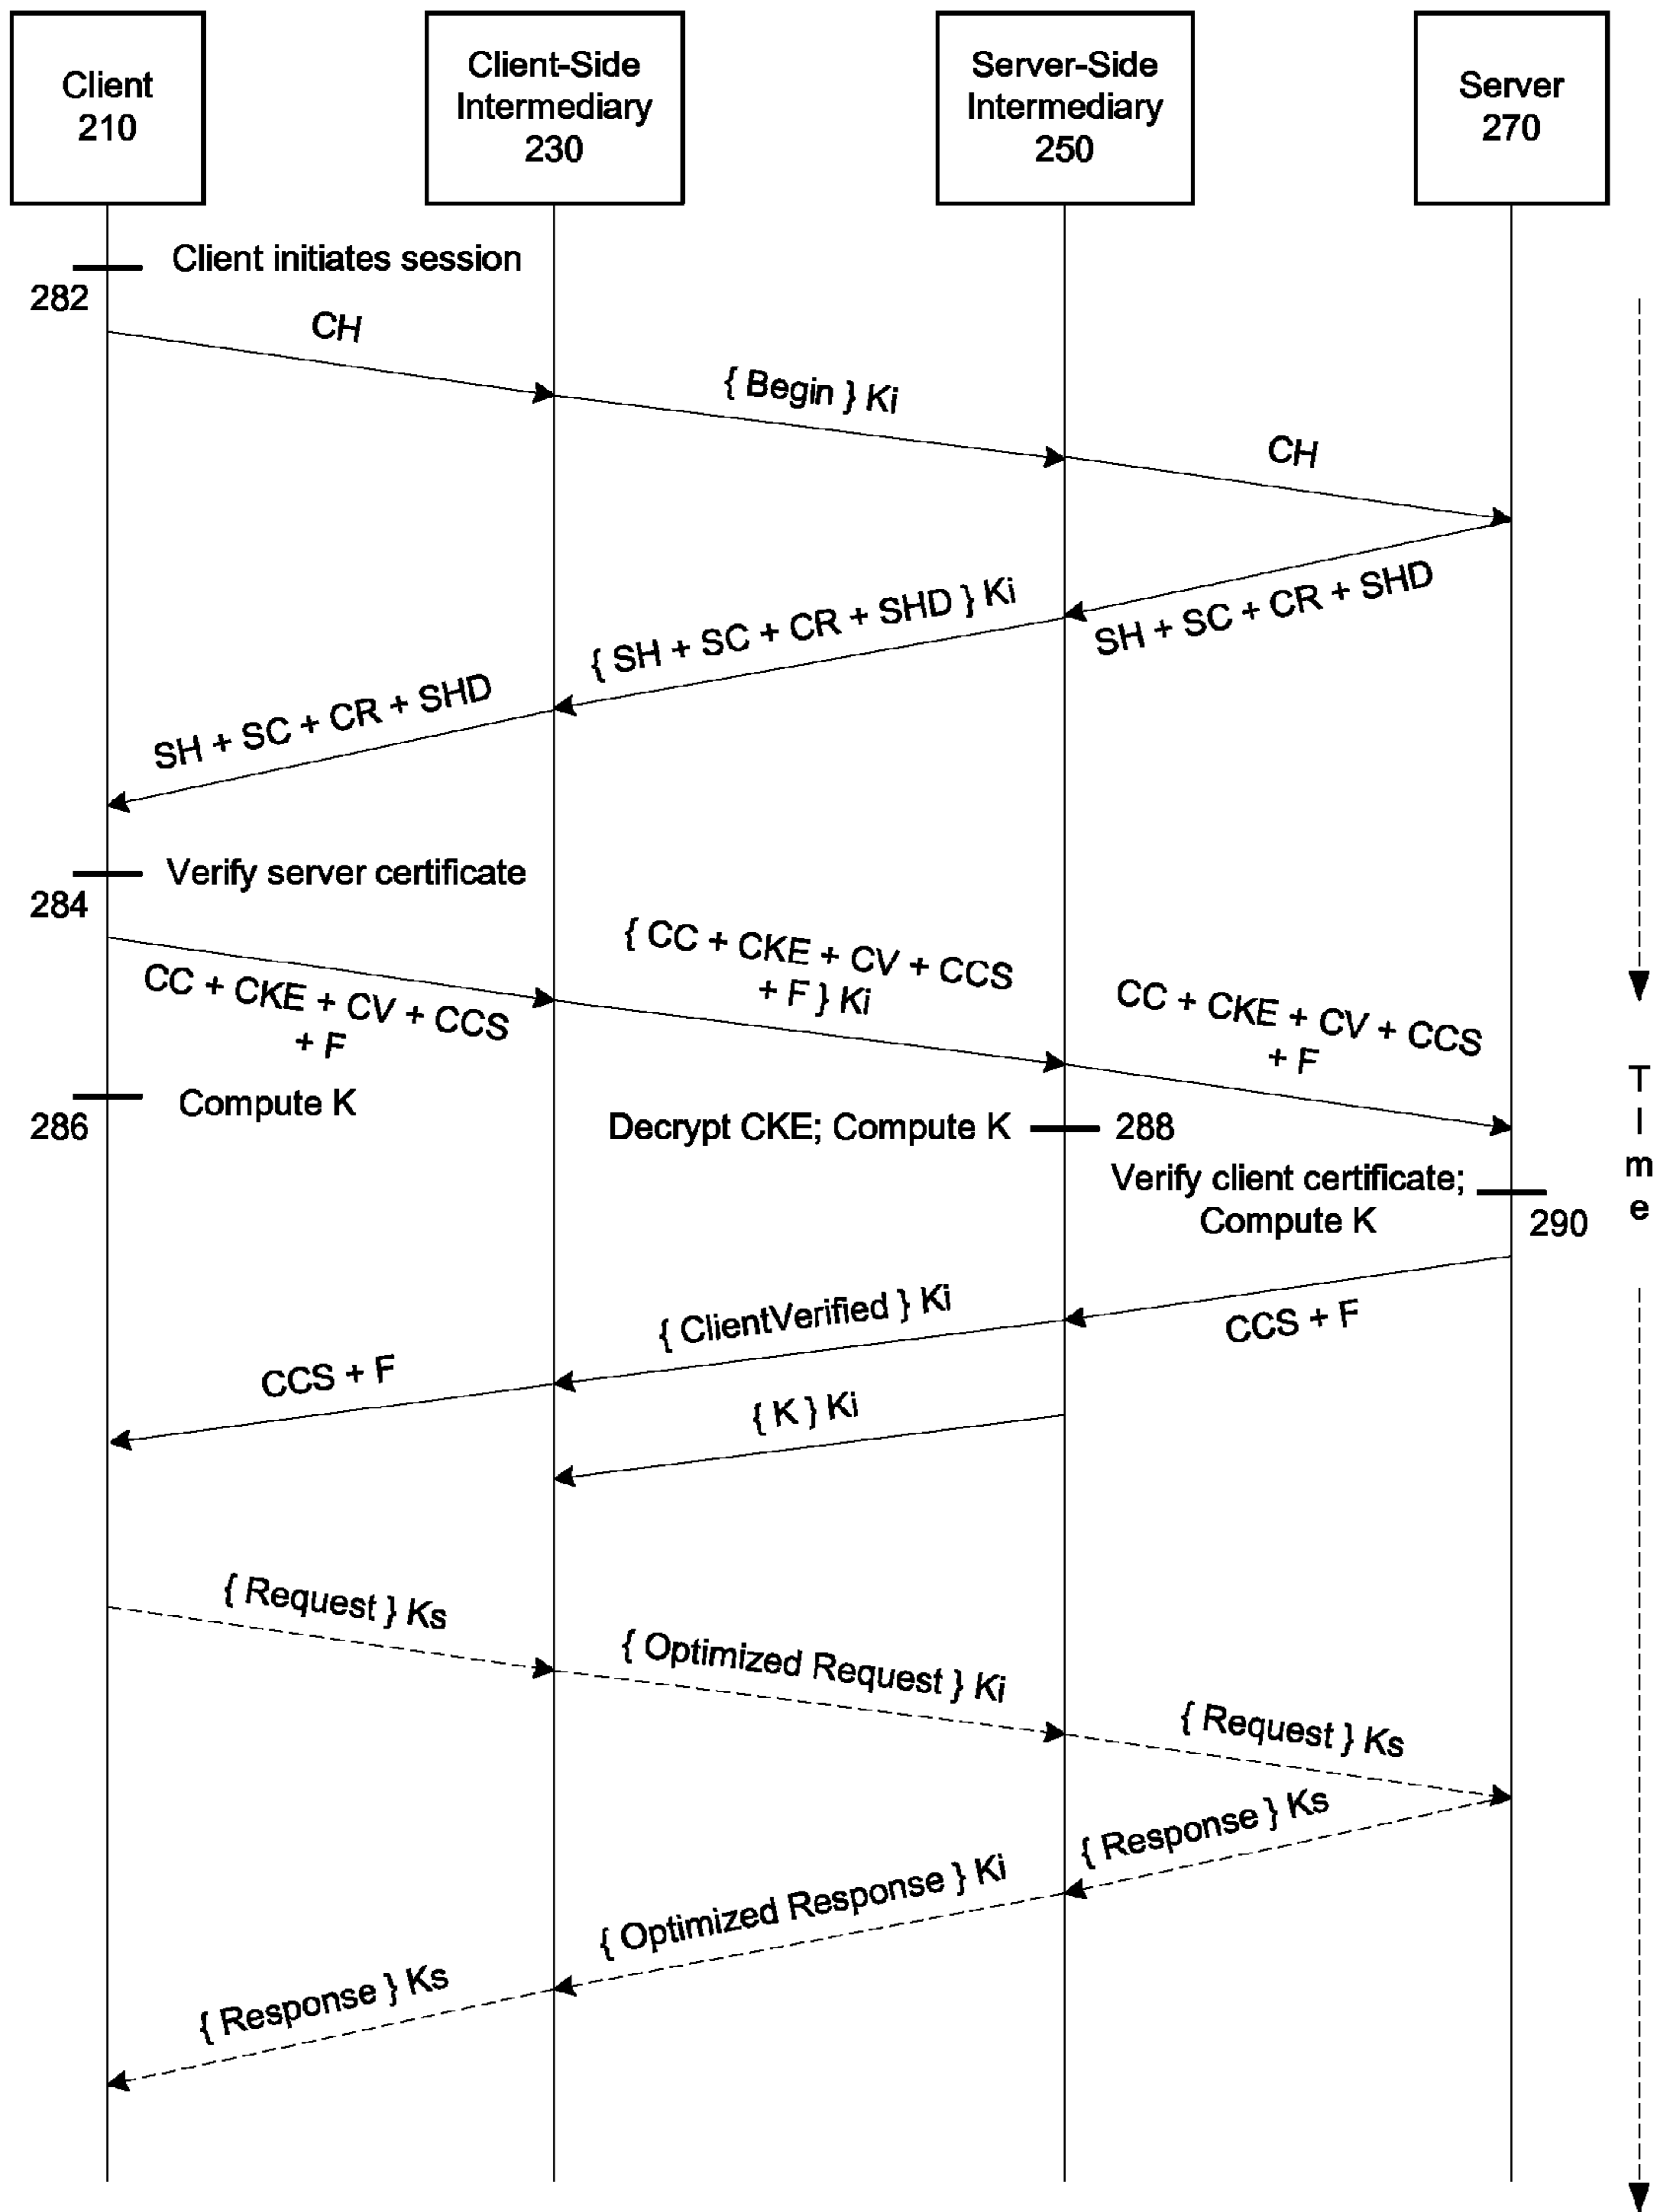 Client
210
Client-Side
Intermediary
230
Server-Side
Intermediary
250
Server
270
Client initiates session
282
CH
{ Begin } Ki
CH
SH + SC + CR + SHD
{ SH + SC + CR + SHD } Ki
SH + SC + CR + SHD
Verify server certificate
284
CC + CKE + CV + CCS
+ F
{ CC + CKE + CV + CCS
+ F } Ki
CC + CKE + CV + CCS
+ F
Compute K
286
Decrypt CKE; Compute K
288
Verify client certificate;
Compute K
290
CCS + F
{ ClientVerified } Ki
CCS + F
{ K } Ki
{ Request } Ks
{ Optimized Request } Ki
{ Request } Ks
{ Response } Ks
{ Optimized Response } Ki
{ Response } Ks
T
I
m
e